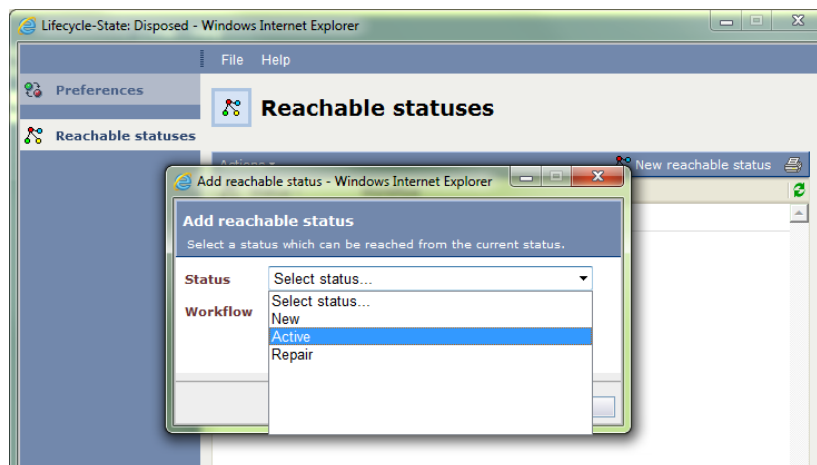 Lifecycle-State: Disposed - Windows Internet Explorer
File Help
Preferences
Reachable statuses
Reachable statuses
Actions
New reachable status
Add reachable status - Windows Internet Explorer
Add reachable status
Select a status which can be reached from the current status.
Status
Select status...
Workflow
Select status...
New
Active
Repair